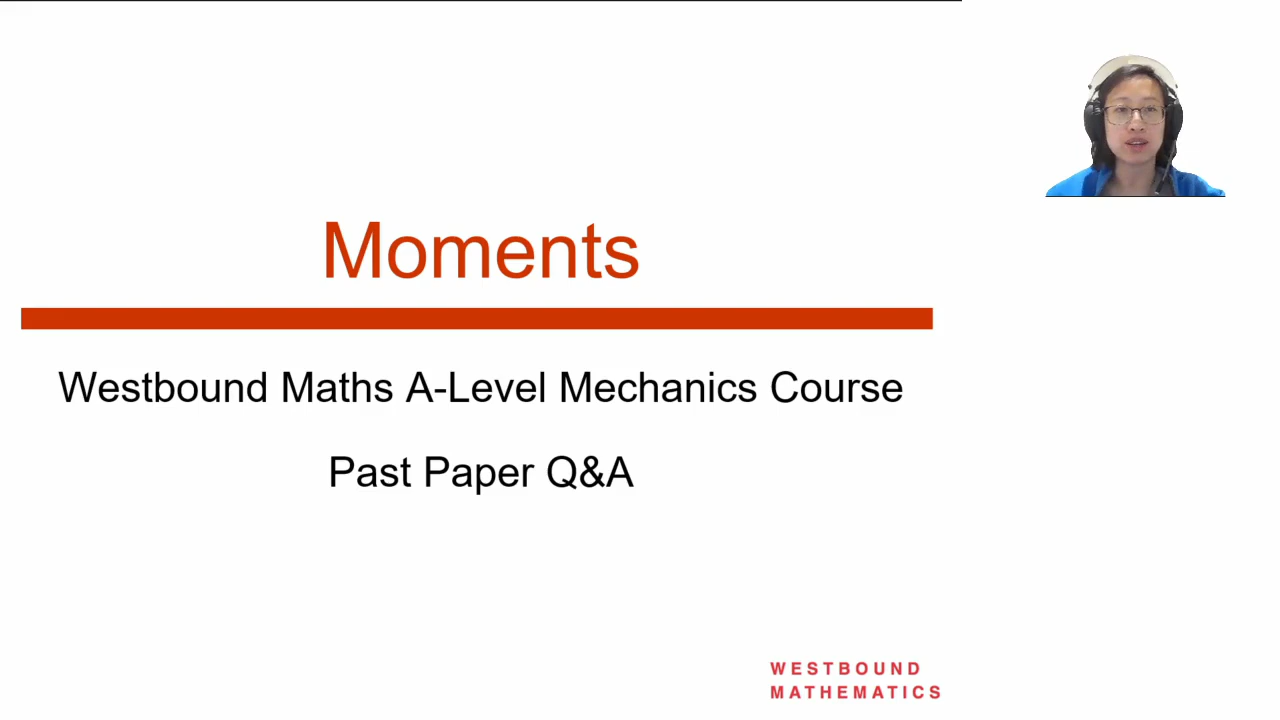 Moments
Westbound Maths A-Level Mechanics Course
Past Paper Q&A
WESTBOUND
MATHEMATICS